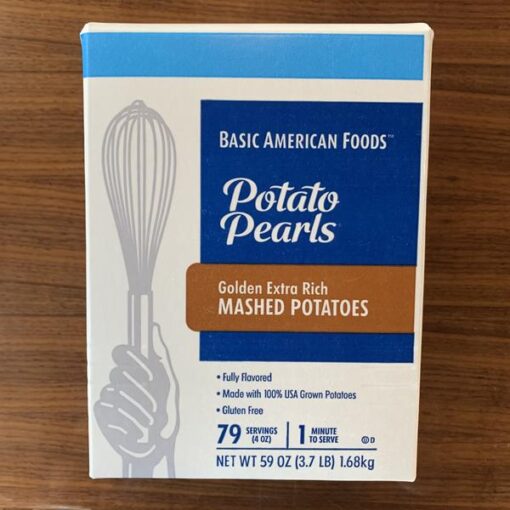 BASIC AMERICAN FOODS™
Potato
Pearls®
Golden Extra Rich
MASHED POTATOES
• Fully Flavored
• Made with 100% USA Grown Potatoes
• Gluten Free
79 SERVINGS (4 OZ) | 1 MINUTE TO SERVE Ⓤ D
NET WT 59 OZ (3.7 LB) 1.68kg